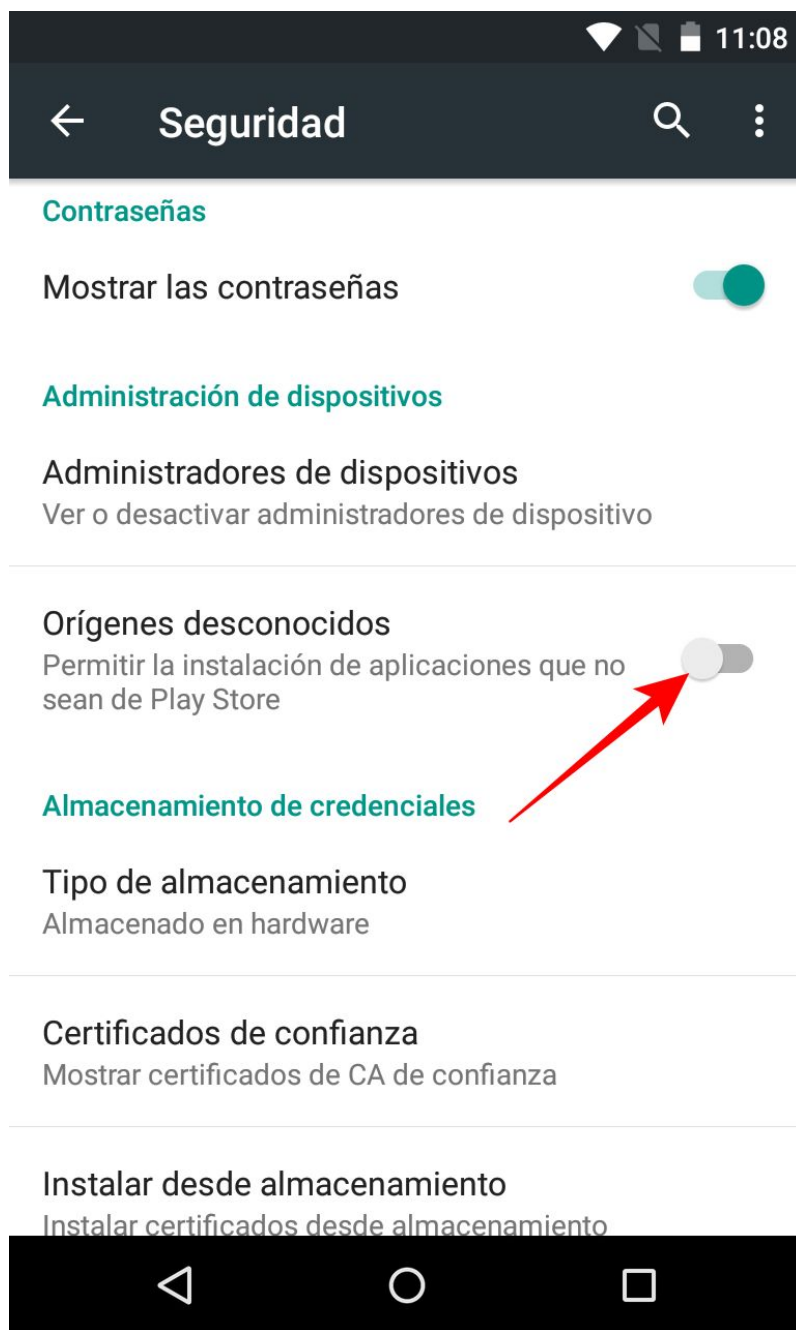 11:08
Seguridad
Contraseñas
Mostrar las contraseñas
Administración de dispositivos
Administradores de dispositivos
Ver o desactivar administradores de dispositivo
Orígenes desconocidos
Permitir la instalación de aplicaciones que no
sean de Play Store
Almacenamiento de credenciales
Tipo de almacenamiento
Almacenado en hardware
Certificados de confianza
Mostrar certificados de CA de confianza
Instalar desde almacenamiento
Instalar certificados desde almacenamiento